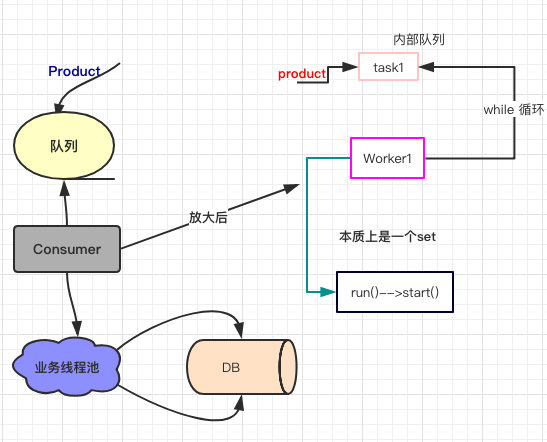 内部队列
Product
product
task1
while 循环
队列
Worker1
放大后
本质上是一个set
Consumer
run()-->start()
业务线程池
DB